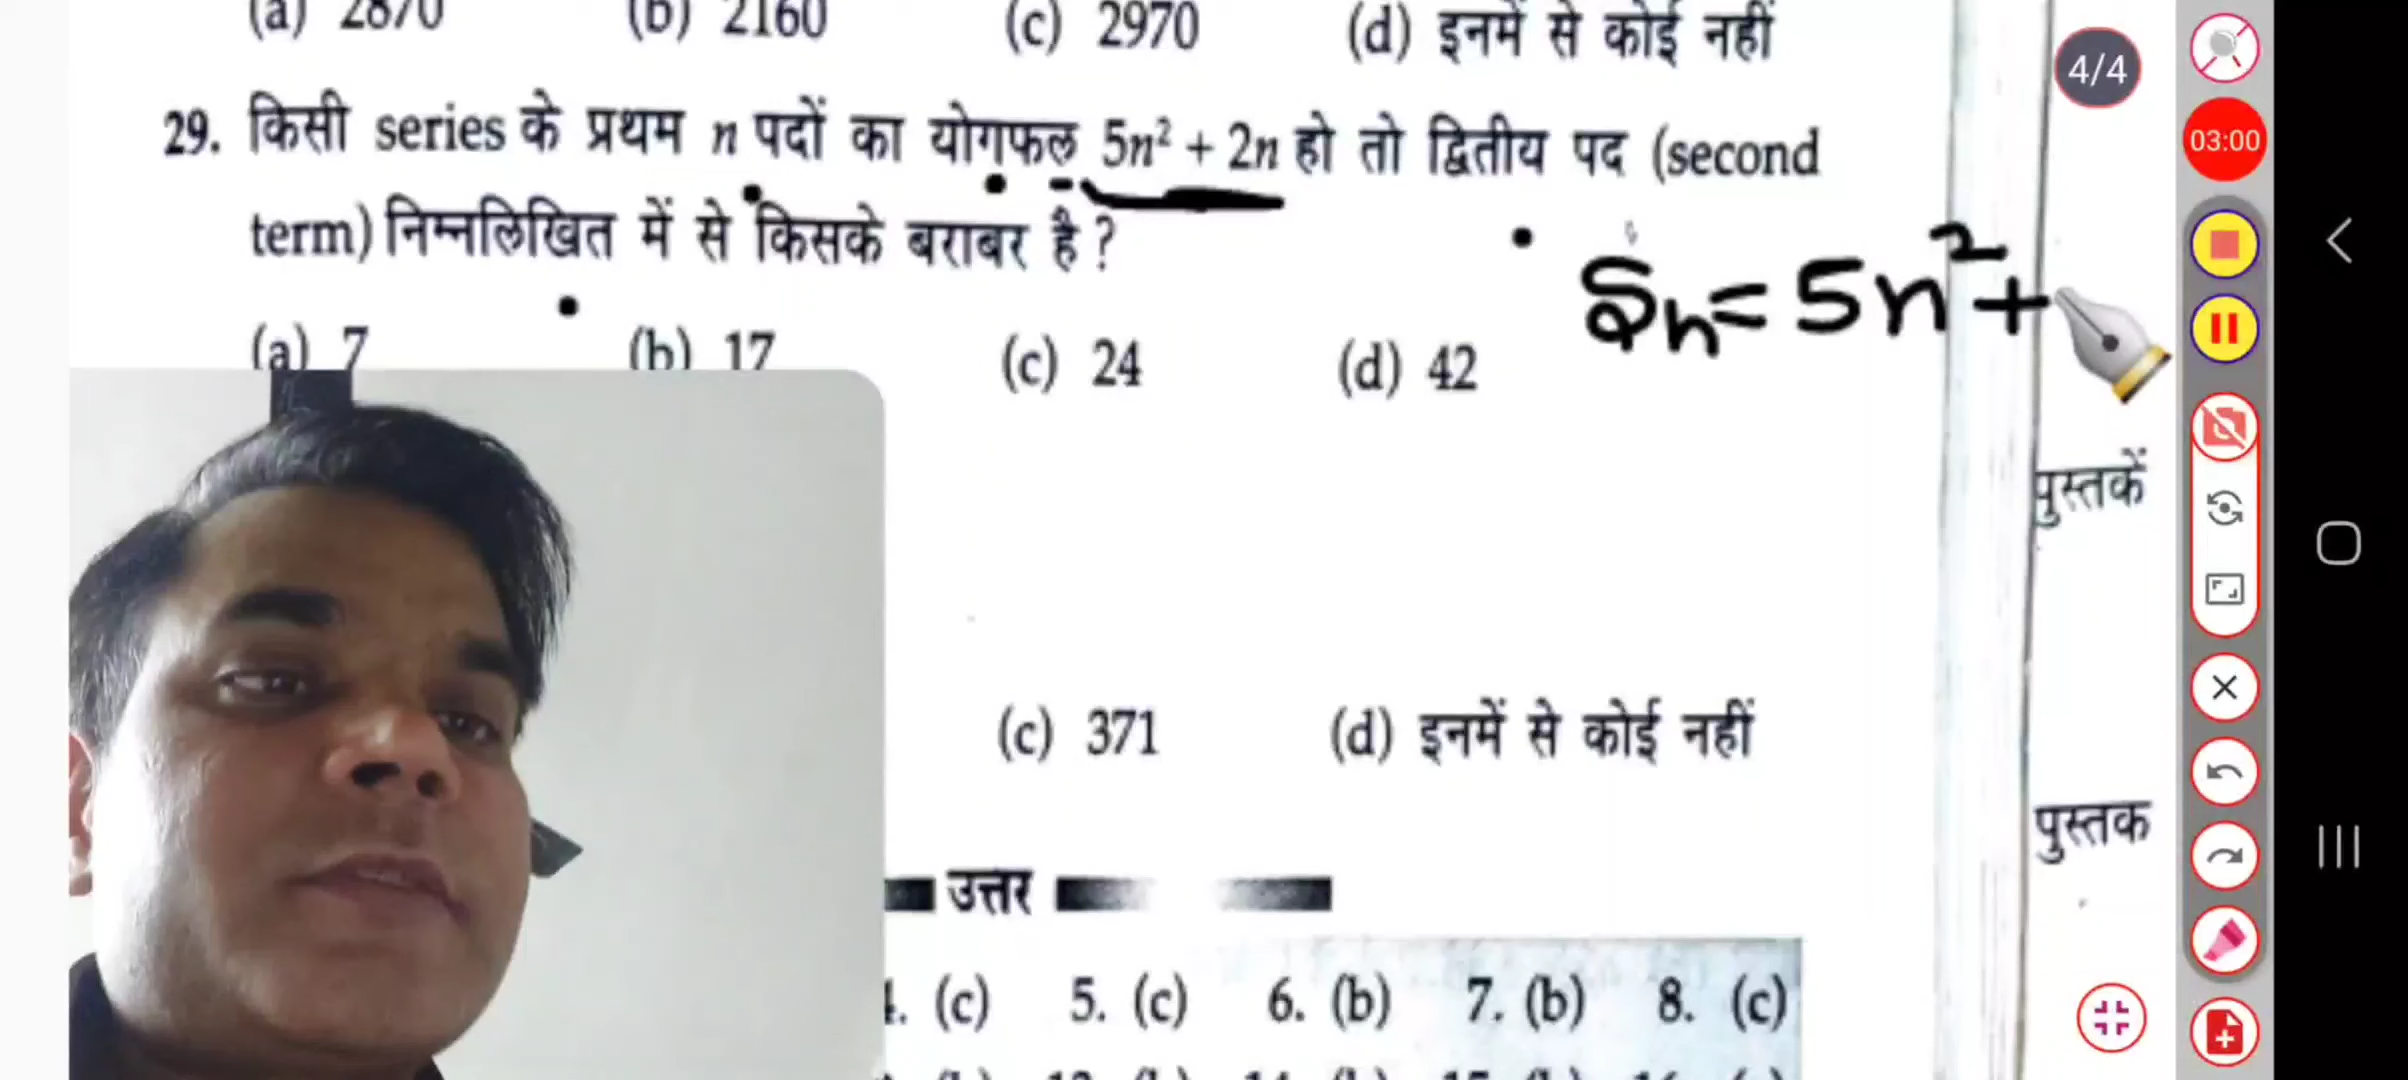 (a) 2870 (b) 2160 (c) 2970 (d) इनमें से कोई नहीं
4/4
03:00
29. किसी series के प्रथम n पदों का योगफल 5n² + 2n हो तो द्वितीय पद (second
term) निम्नलिखित में से किसके बराबर है ?
Sn = 5n² +
(a) 7 (b) 17 (c) 24 (d) 42
पुस्तकें
(c) 371 (d) इनमें से कोई नहीं
पुस्तक
उत्तर
4. (c) 5. (c) 6. (b) 7. (b) 8. (c)